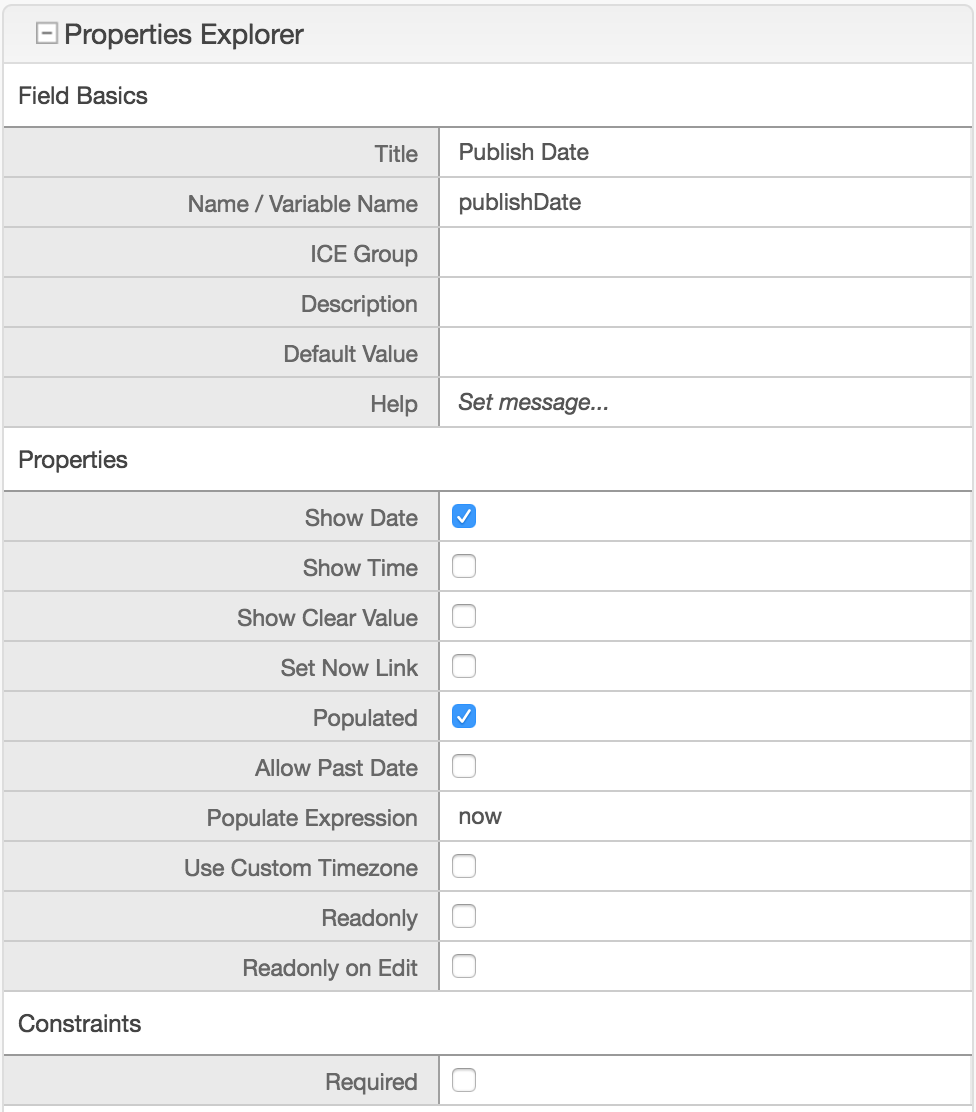 Properties Explorer
Field Basics
Title Publish Date
Name / Variable Name publishDate
ICE Group
Description
Default Value
Help Set message...
Properties
Show Date
Show Time
Show Clear Value
Set Now Link
Populated
Allow Past Date
Populate Expression now
Use Custom Timezone
Readonly
Readonly on Edit
Constraints
Required